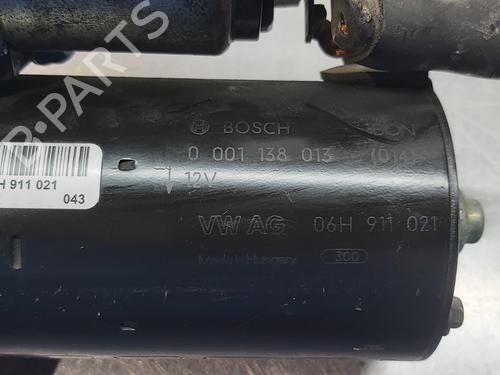 BOSCH
0 001 138 013 (014)
12V
H 911 021
043
VW AG 06H 911 021
Made in Hungary 300
B-PARTS